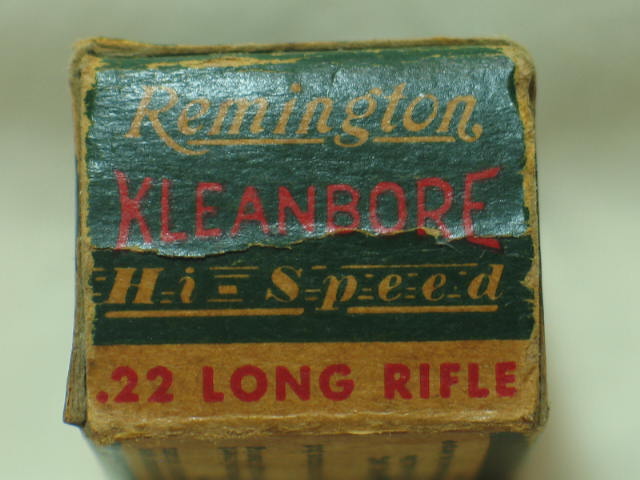 Remington
KLEANBORE
Hi-Speed
.22 LONG RIFLE